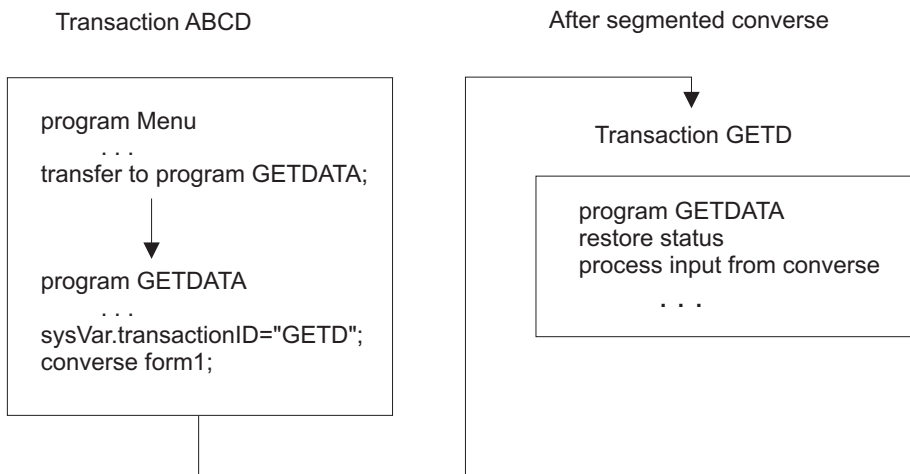 Transaction ABCD
program Menu
. . .
transfer to program GETDATA;
program GETDATA
. . .
sysVar.transactionID="GETD";
converse form1;
After segmented converse
Transaction GETD
program GETDATA
restore status
process input from converse
. . .